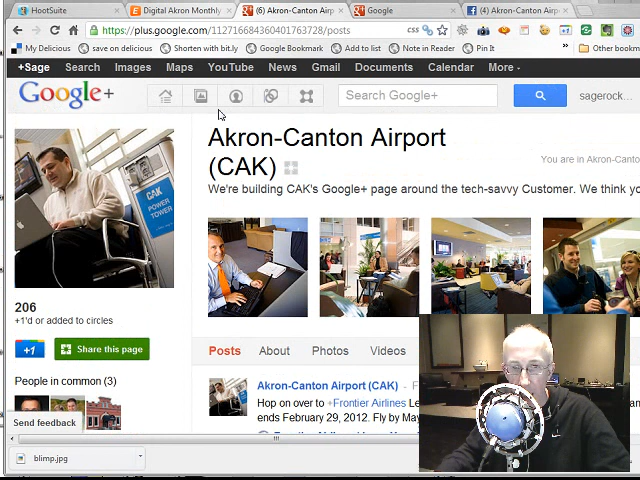 HootSuite
Digital Akron Monthly
(6) Akron-Canton Airp
Google
(4) Akron-Canton Airport
https://plus.google.com/112716684360401763728/posts
css
My Delicious
save on delicious
Shorten with bit.ly
Google Bookmark
Add to list
Note in Reader
Pin It
Other bookm
+Sage
Search
Images
Maps
YouTube
News
Gmail
Documents
Calendar
More
Google+
Search Google+
sagerock...
Akron-Canton Airport
(CAK)
You are in Akron-Canto
We're building CAK's Google+ page around the tech-savvy Customer. We think yo
CAK
POWER
TOWER
206
+1'd or added to circles
+1
Share this page
People in common (3)
Send feedback
Posts
About
Photos
Videos
Akron-Canton Airport (CAK) - F
Hop on to +Frontier Airlines Le
ends February 29, 2012. Fly by May
blimp.jpg